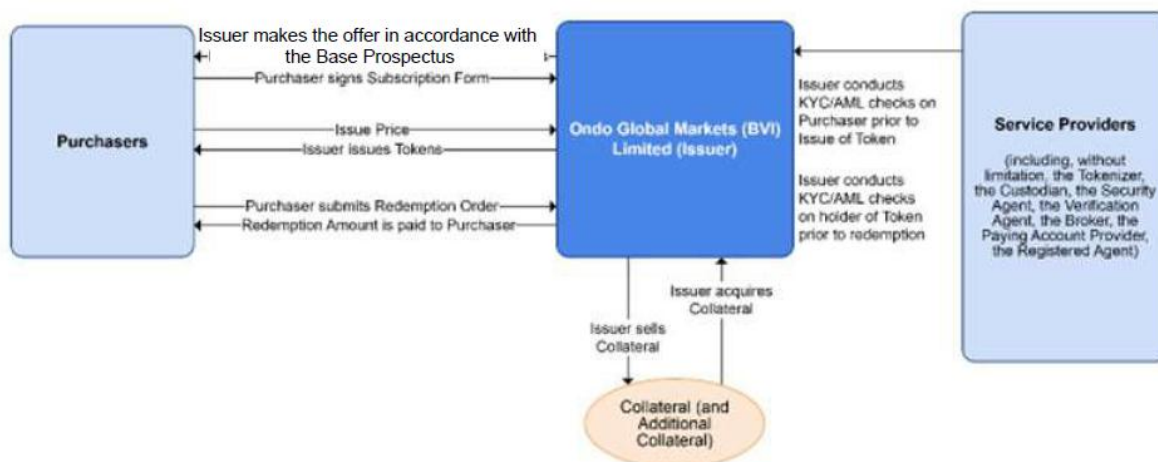 Issuer makes the offer in accordance with
the Base Prospectus
Purchaser signs Subscription Form
Issue Price
Issuer issues Tokens
Purchaser submits Redemption Order
Redemption Amount is paid to Purchaser
Purchasers
Ondo Global Markets (BVI)
Limited (Issuer)
Issuer conducts
KYC/AML checks on
Purchaser prior to
Issue of Token
Issuer conducts
KYC/AML checks
on holder of Token
prior to redemption
Service Providers
(including, without
limitation, the Tokenizer,
the Custodian, the Security
Agent, the Verification
Agent, the Broker, the
Paying Account Provider,
the Registered Agent)
Issuer sells
Collateral
Issuer acquires
Collateral
Collateral (and
Additional
Collateral)